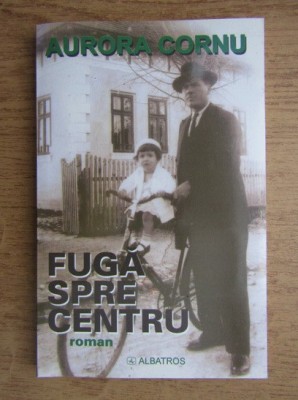 AURORA CORNU
FUGĂ
SPRE
CENTRU
roman
ALBATROS